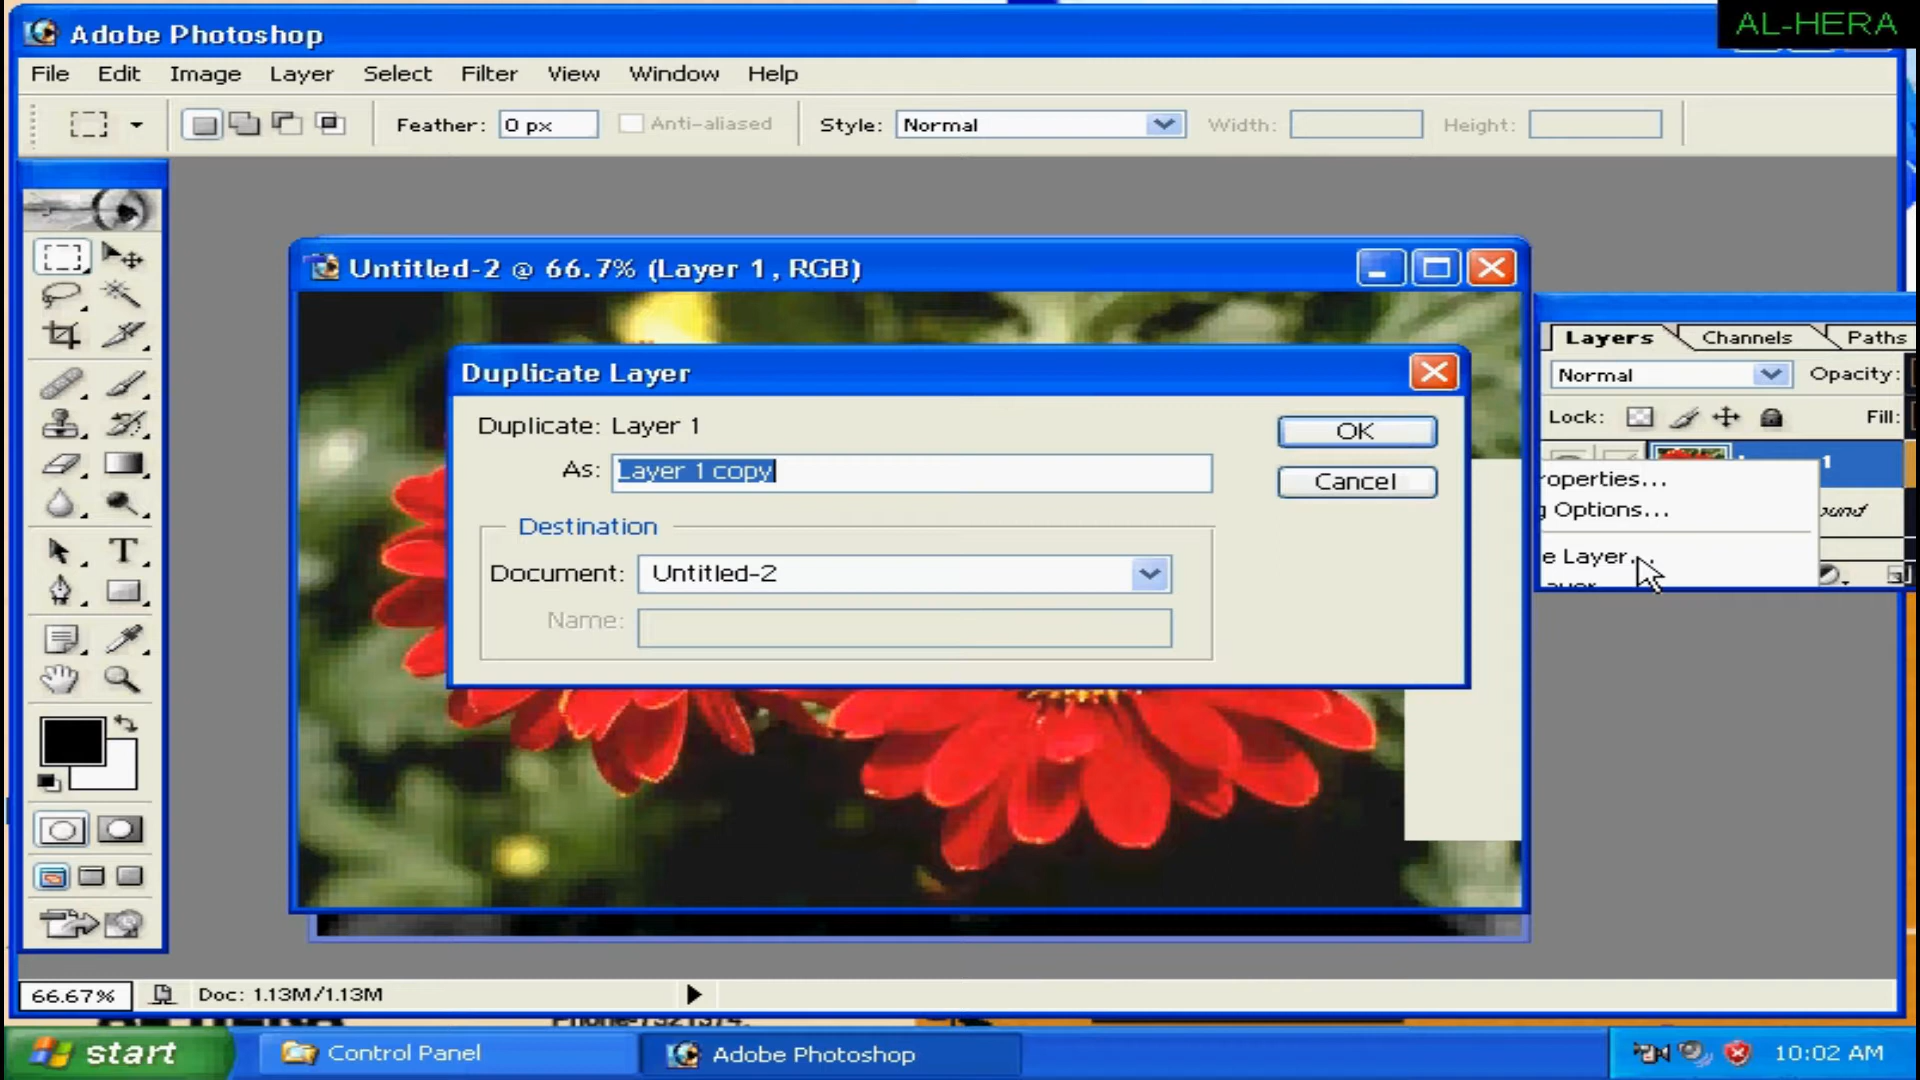 AL-HERA
Adobe Photoshop
File Edit Image Layer Select Filter View Window Help
Feather: 0 px Anti-aliased Style: Normal Width: Height:
Untitled-2 @ 66.7% (Layer 1, RGB)
Layers Channels Paths
Normal Opacity:
Lock: Fill:
Duplicate Layer
Duplicate: Layer 1
As: Layer 1 copy
OK
Cancel
Destination
Document: Untitled-2
Name:
roperties...
g Options...
e Layer...
ound
66.67% Doc: 1.13M/1.13M
start Control Panel Adobe Photoshop 10:02 AM